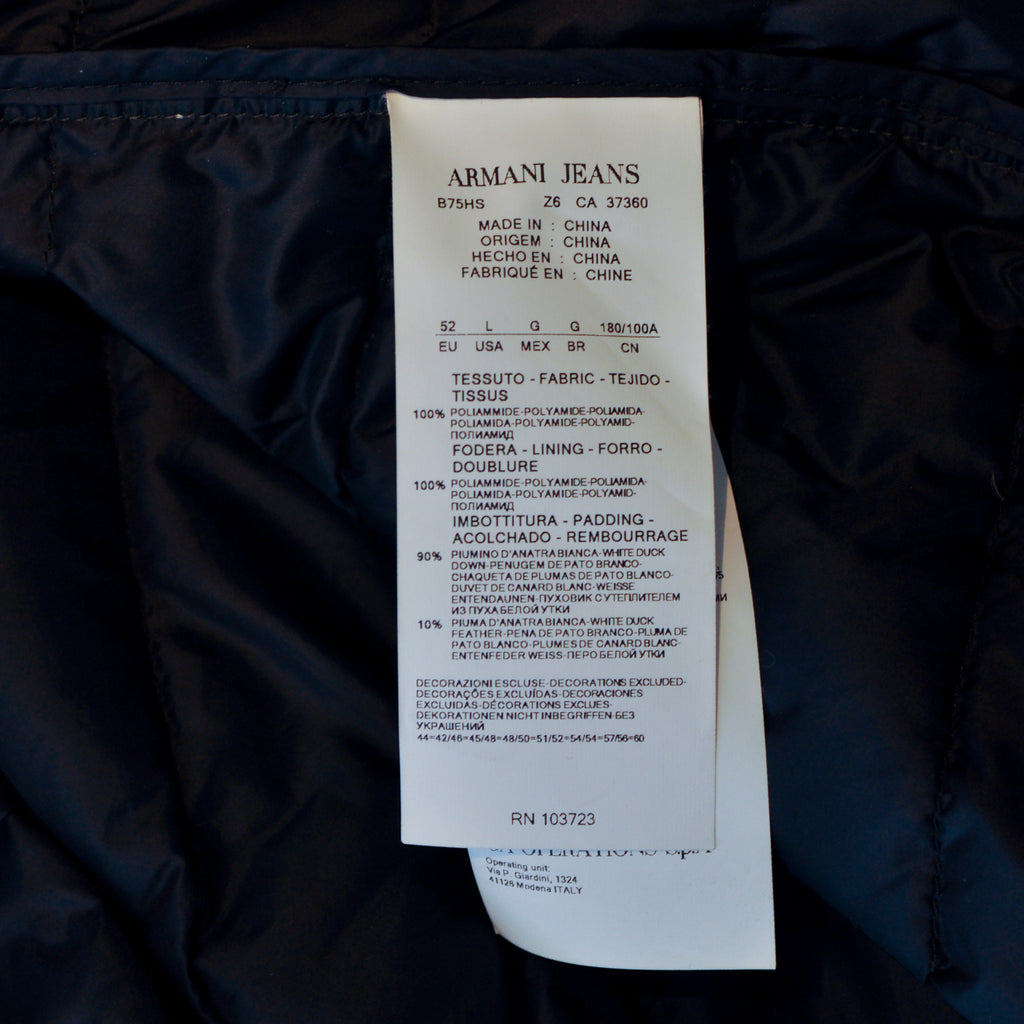 ARMANI JEANS
B75HS Z6 CA 37360
MADE IN : CHINA
ORIGEM : CHINA
HECHO EN : CHINA
FABRIQUÉ EN : CHINE
52 L G G 180/100A
EU USA MEX BR CN
TESSUTO - FABRIC - TEJIDO -
TISSUS
100% POLIAMMIDE-POLYAMIDE-POLIAMIDA-
POLIAMIDA-POLYAMIDE-POLYAMID-
ПОЛИАМИД
FODERA - LINING - FORRO -
DOUBLURE
100% POLIAMMIDE-POLYAMIDE-POLIAMIDA-
POLIAMIDA-POLYAMIDE-POLYAMID-
ПОЛИАМИД
IMBOTTITURA - PADDING -
ACOLCHADO - REMBOURRAGE
90% PIUMINO D'ANATRA BIANCA-WHITE DUCK
DOWN-PENUGEM DE PATO BRANCO-
CHAQUETA DE PLUMAS DE PATO BLANCO-
DUVET DE CANARD BLANC-WEISSE
ENTENDAUNEN-ПУХОВИК С УТЕПЛИТЕЛЕМ
ИЗ ПУХА БЕЛОЙ УТКИ
10% PIUMA D'ANATRA BIANCA-WHITE DUCK
FEATHER-PENA DE PATO BRANCO-PLUMA DE
PATO BLANCO-PLUMES DE CANARD BLANC-
ENTENFEDER WEISS-ПЕРО БЕЛОЙ УТКИ
DECORAZIONI ESCLUSE-DECORATIONS EXCLUDED-
DECORAÇÕES EXCLUÍDAS-DECORACIONES
EXCLUIDAS-DÉCORATIONS EXCLUES-
DEKORATIONEN NICHT INBEGRIFFEN-БЕЗ
УКРАШЕНИЙ
44=42/46=45/48=48/50=51/52=54/54=57/56=60
RN 103723
OPERATIONS S.p.A
Operating unit:
Via P. Giardini, 1324
41126 Modena ITALY